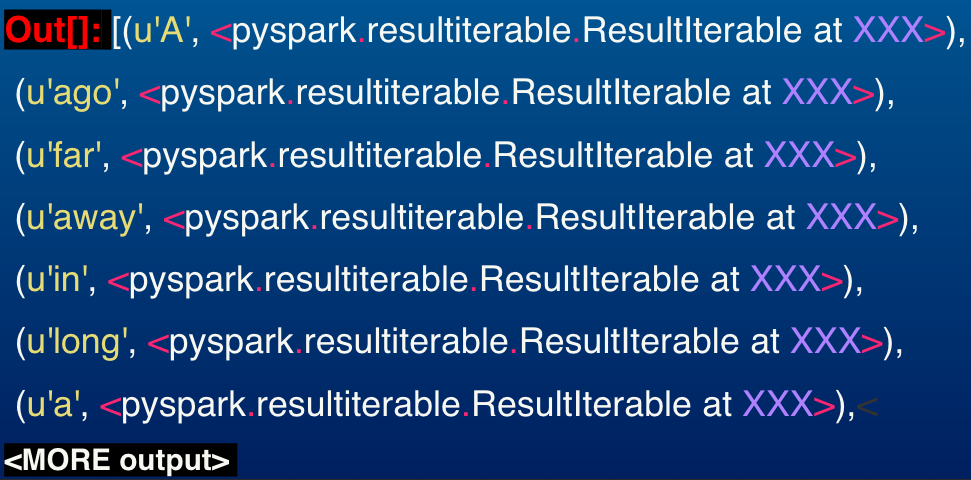 Out[]: [(u'A', <pyspark.resultiterable.ResultIterable at XXX>),
(u'ago', <pyspark.resultiterable.ResultIterable at XXX>),
(u'far', <pyspark.resultiterable.ResultIterable at XXX>),
(u'away', <pyspark.resultiterable.ResultIterable at XXX>),
(u'in', <pyspark.resultiterable.ResultIterable at XXX>),
(u'long', <pyspark.resultiterable.ResultIterable at XXX>),
(u'a', <pyspark.resultiterable.ResultIterable at XXX>),<
<MORE output>